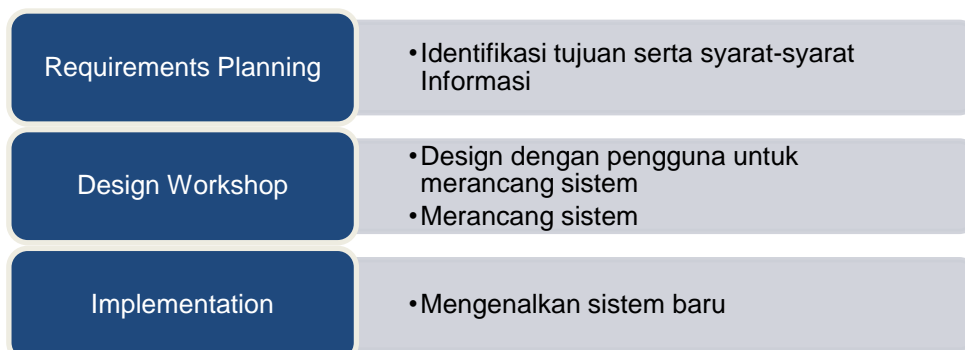 Requirements Planning
•Identifikasi tujuan serta syarat-syarat
Informasi
Design Workshop
•Design dengan pengguna untuk
merancang sistem
•Merancang sistem
Implementation
•Mengenalkan sistem baru